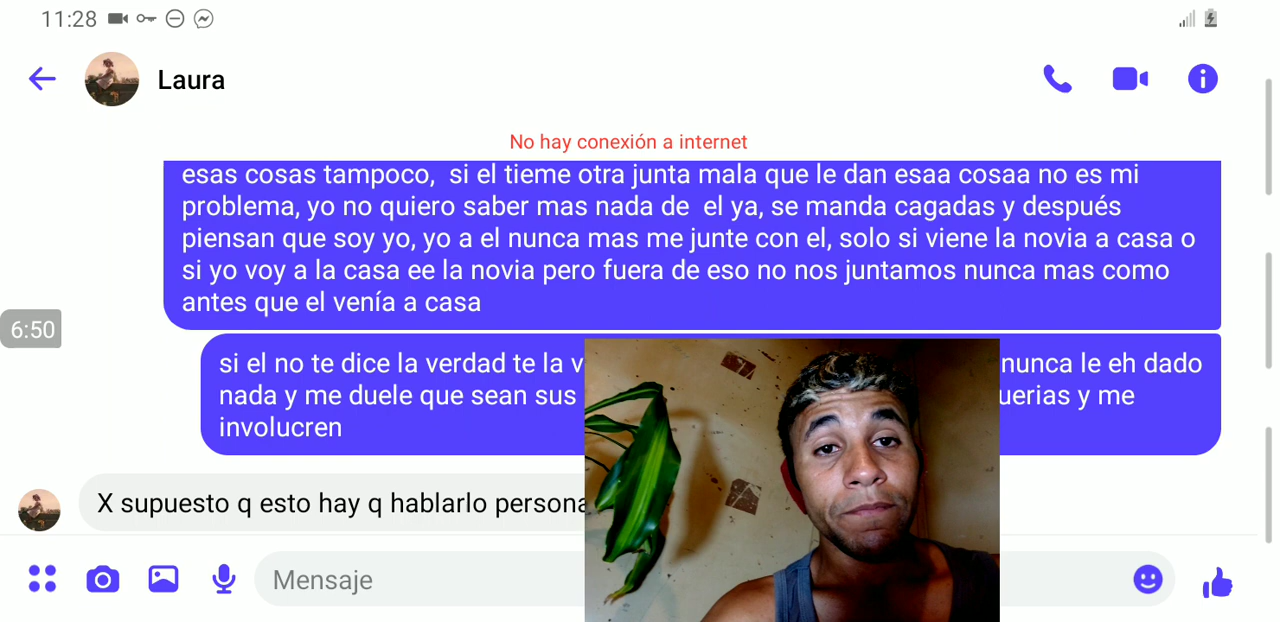 11:28
Laura
No hay conexión a internet
esas cosas tampoco, si el tieme otra junta mala que le dan esaa cosaa no es mi
problema, yo no quiero saber mas nada de el ya, se manda cagadas y después
piensan que soy yo, yo a el nunca mas me junte con el, solo si viene la novia a casa o
si yo voy a la casa ee la novia pero fuera de eso no nos juntamos nunca mas como
antes que el venía a casa
6:50
si el no te dice la verdad te la v nunca le eh dado
nada y me duele que sean sus uerias y me
involucren
X supuesto q esto hay q hablarlo persona
Mensaje